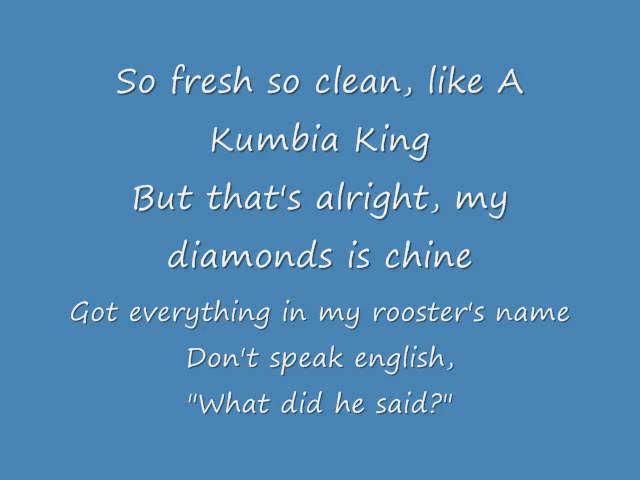 So fresh so clean, like A
Kumbia King
But that's alright, my
diamonds is chine
Got everything in my rooster's name
Don't speak english,
"What did he said?"